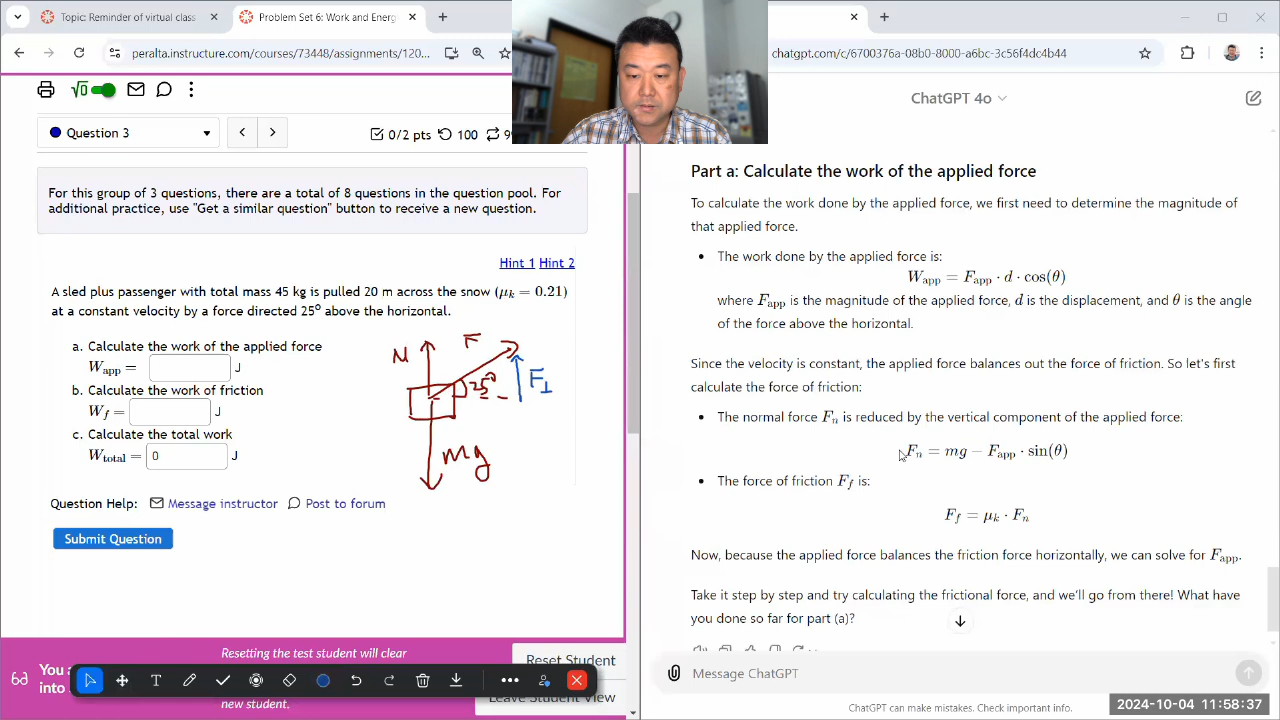 Topic: Reminder of virtual class
Problem Set 6: Work and Energ
peralta.instructure.com/courses/73448/assignments/120...
chatgpt.com/c/6700376a-08b0-8000-a6bc-3c56f4dc4b44
√0
Question 3
0/2 pts
100
For this group of 3 questions, there are a total of 8 questions in the question pool. For
additional practice, use "Get a similar question" button to receive a new question.
Hint 1 Hint 2
A sled plus passenger with total mass 45 kg is pulled 20 m across the snow (μk = 0.21)
at a constant velocity by a force directed 25° above the horizontal.
a. Calculate the work of the applied force
Wapp = J
b. Calculate the work of friction
Wf = J
c. Calculate the total work
Wtotal = 0 J
N
F
25°
F⊥
mg
Question Help: Message instructor Post to forum
Submit Question
Resetting the test student will clear
You a
into
new student.
Reset Student
Leave Student View
ChatGPT 4o
Part a: Calculate the work of the applied force
To calculate the work done by the applied force, we first need to determine the magnitude of
that applied force.
• The work done by the applied force is:
Wapp = Fapp · d · cos(θ)
where Fapp is the magnitude of the applied force, d is the displacement, and θ is the angle
of the force above the horizontal.
Since the velocity is constant, the applied force balances out the force of friction. So let's first
calculate the force of friction:
• The normal force Fn is reduced by the vertical component of the applied force:
Fn = mg − Fapp · sin(θ)
• The force of friction Ff is:
Ff = μk · Fn
Now, because the applied force balances the friction force horizontally, we can solve for Fapp.
Take it step by step and try calculating the frictional force, and we'll go from there! What have
you done so far for part (a)?
Message ChatGPT
ChatGPT can make mistakes. Check important info.
2024-10-04 11:58:37